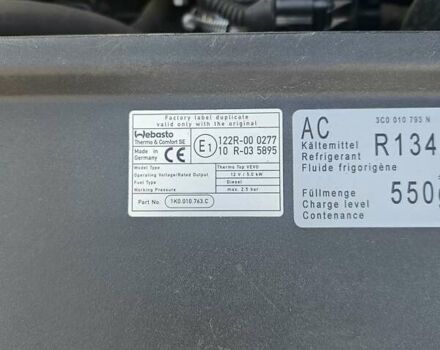 Factory label duplicate
valid only with the original
Webasto
Thermo & Comfort SE
Made in
Germany
CE
E1
122R-00 0277
10 R-03 5895
Model Type Thermo Top VEVO
Operating Voltage/Rated Output 12 V / 5.0 kW
Fuel Type Diesel
Working Pressure max. 2.5 bar
Part No. 1K0.010.763.C
AC 3C0 010 793 N
Kältemittel
Refrigerant
Fluide frigorigène
R134
Füllmenge
Charge level
Contenance
550